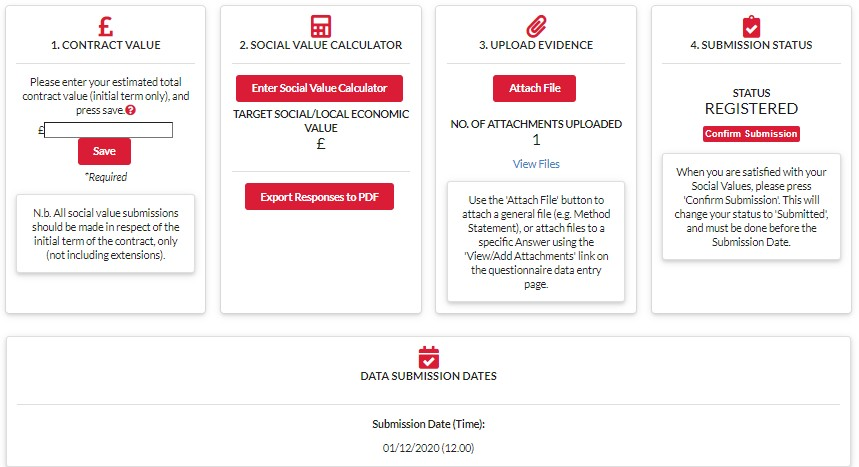 £
1. CONTRACT VALUE
Please enter your estimated total
contract value (initial term only), and
press save.?
£
Save
*Required
N.b. All social value submissions
should be made in respect of the
initial term of the contract, only
(not including extensions).
2. SOCIAL VALUE CALCULATOR
Enter Social Value Calculator
TARGET SOCIAL/LOCAL ECONOMIC
VALUE
£
Export Responses to PDF
3. UPLOAD EVIDENCE
Attach File
NO. OF ATTACHMENTS UPLOADED
1
View Files
Use the 'Attach File' button to
attach a general file (e.g. Method
Statement), or attach files to a
specific Answer using the
'View/Add Attachments' link on
the questionnaire data entry
page.
4. SUBMISSION STATUS
STATUS
REGISTERED
Confirm Submission
When you are satisfied with your
Social Values, please press
'Confirm Submission'. This will
change your status to 'Submitted',
and must be done before the
Submission Date.
DATA SUBMISSION DATES
Submission Date (Time):
01/12/2020 (12.00)